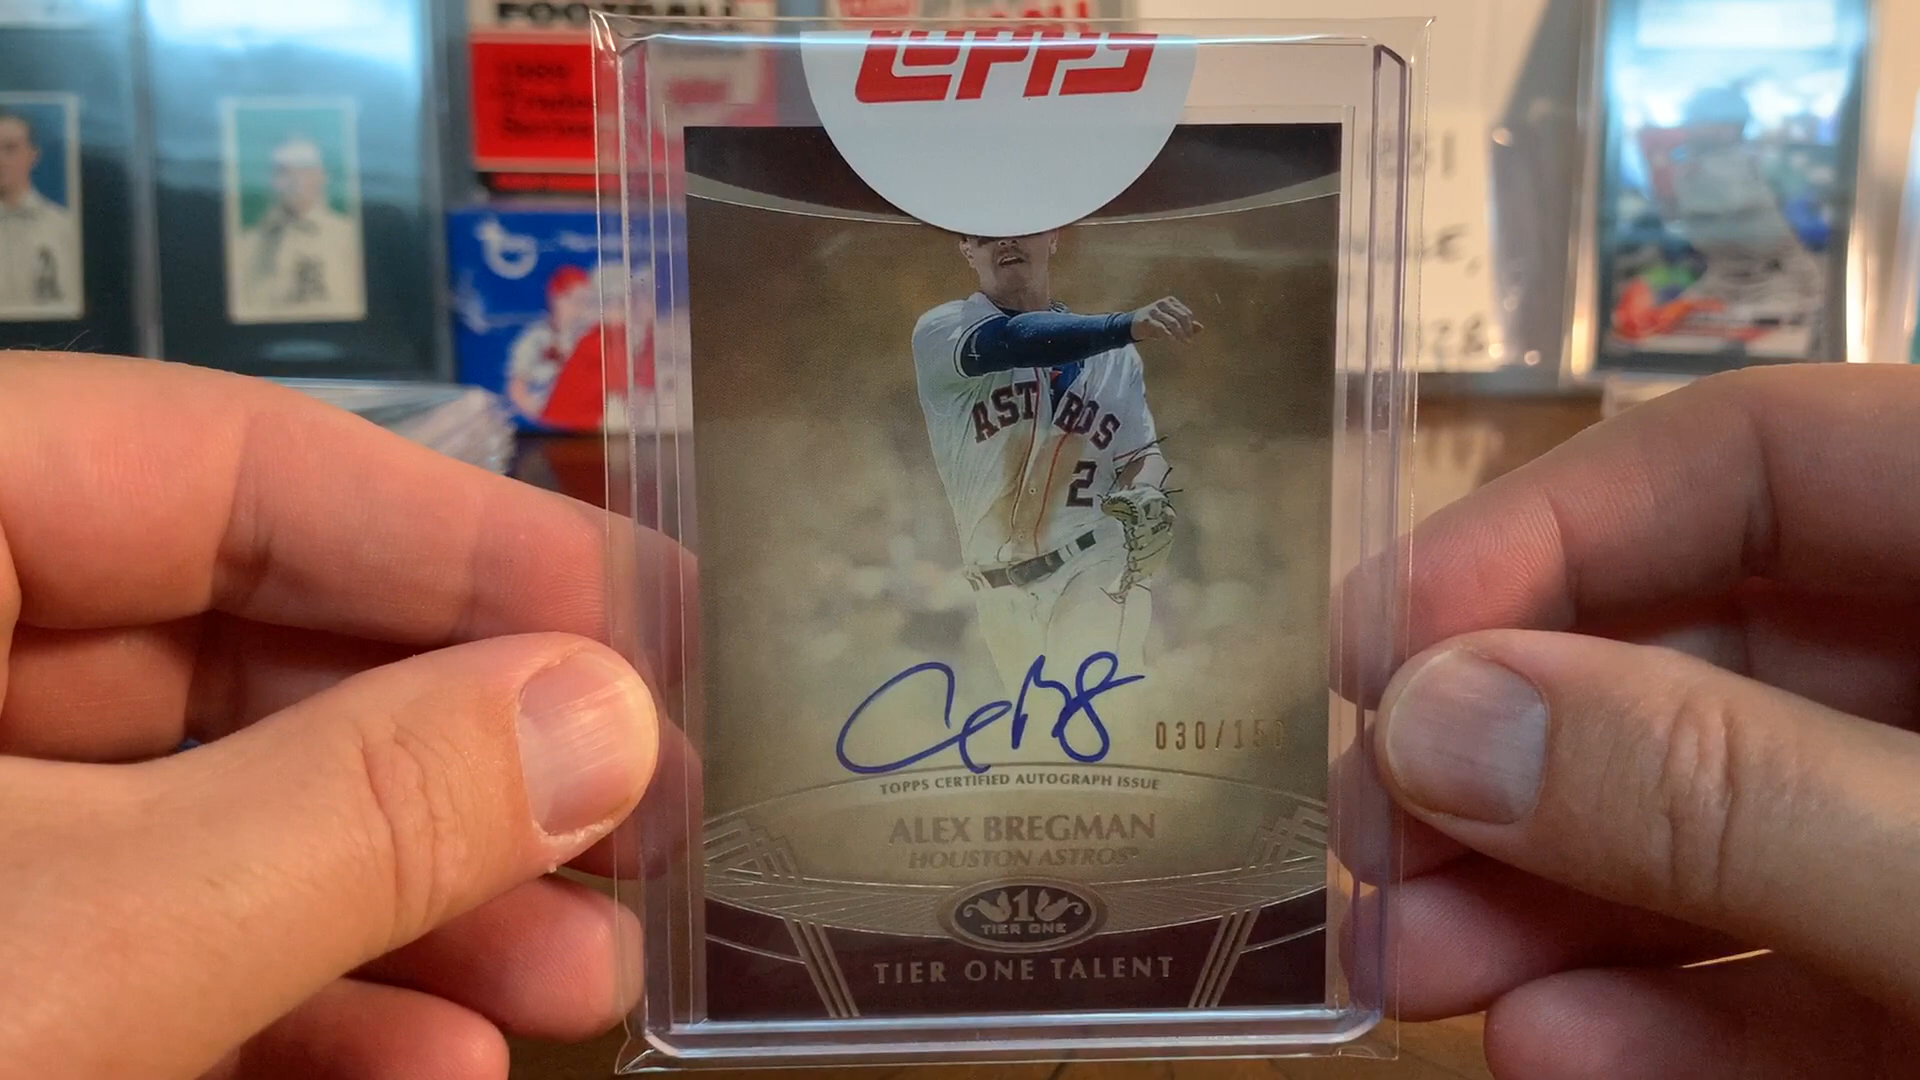 FOOTBALL
TOPPS
ASTROS
2
030/150
TOPPS CERTIFIED AUTOGRAPH ISSUE
ALEX BREGMAN
HOUSTON ASTROS
1
TIER ONE
TIER ONE TALENT